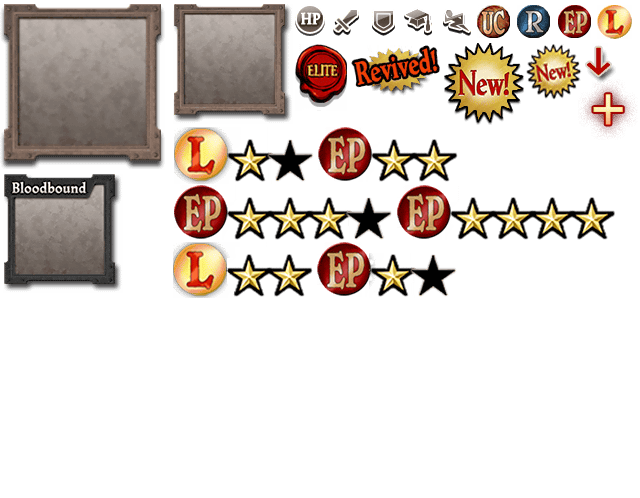 HP
UC R EP L
ELITE Revived! New! New!
L EP
Bloodbound
EP EP
L EP